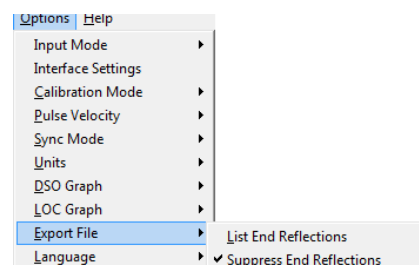 Options Help
Input Mode
Interface Settings
Calibration Mode
Pulse Velocity
Sync Mode
Units
DSO Graph
LOC Graph
Export File
List End Reflections
Language
Suppress End Reflections